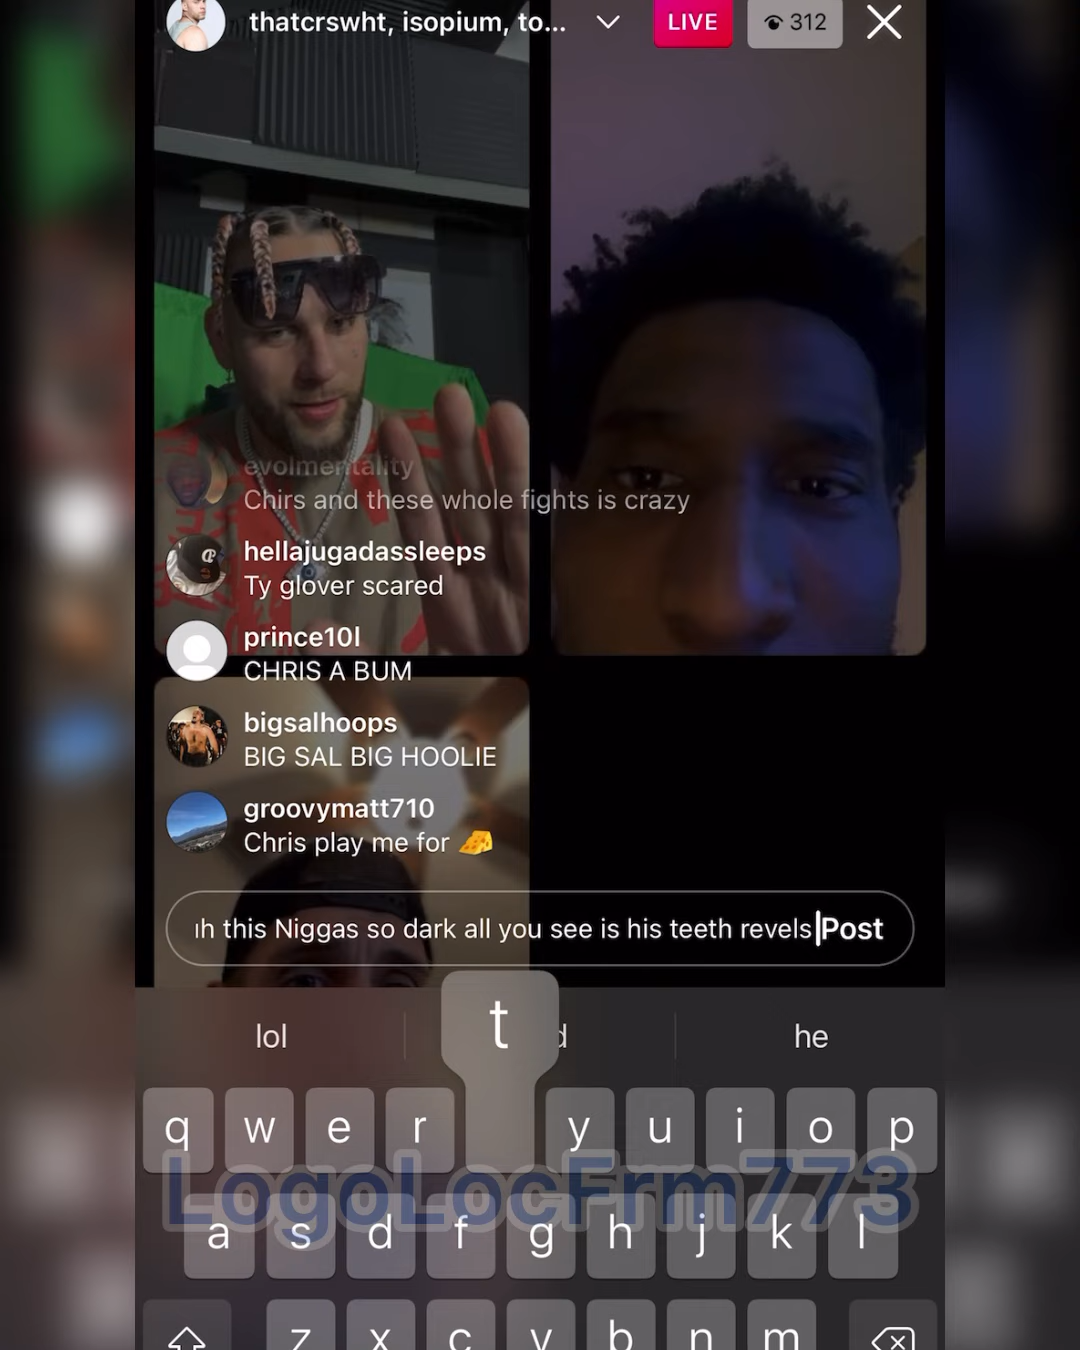 thatcrswht, isopium, to...
LIVE
312
evolmentality
Chirs and these whole fights is crazy
hellajugadassleeps
Ty glover scared
prince10l
CHRIS A BUM
bigsalhoops
BIG SAL BIG HOOLIE
groovymatt710
Chris play me for 🧀
this Niggas so dark all you see is his teeth revels Post
lol
he
t
q w e r y u i o p
LogoLocFrm773
a s d f g h j k l
z x c v b n m